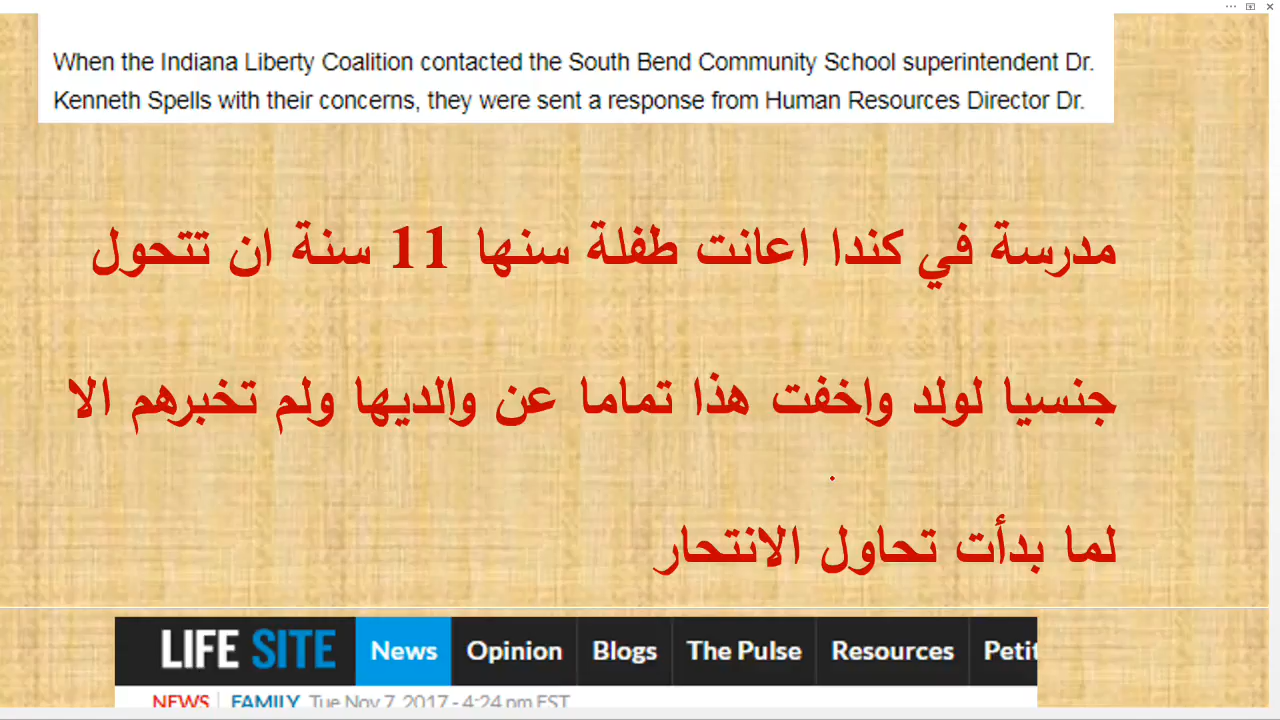 When the Indiana Liberty Coalition contacted the South Bend Community School superintendent Dr.
Kenneth Spells with their concerns, they were sent a response from Human Resources Director Dr.
مدرسة في كندا اعانت طفلة سنها 11 سنة ان تتحول
جنسيا لولد واخفت هذا تماما عن والديها ولم تخبرهم الا
لما بدأت تحاول الانتحار
LIFE SITE News Opinion Blogs The Pulse Resources Petit
NEWS FAMILY Tue Nov 7, 2017 - 4:24 pm EST